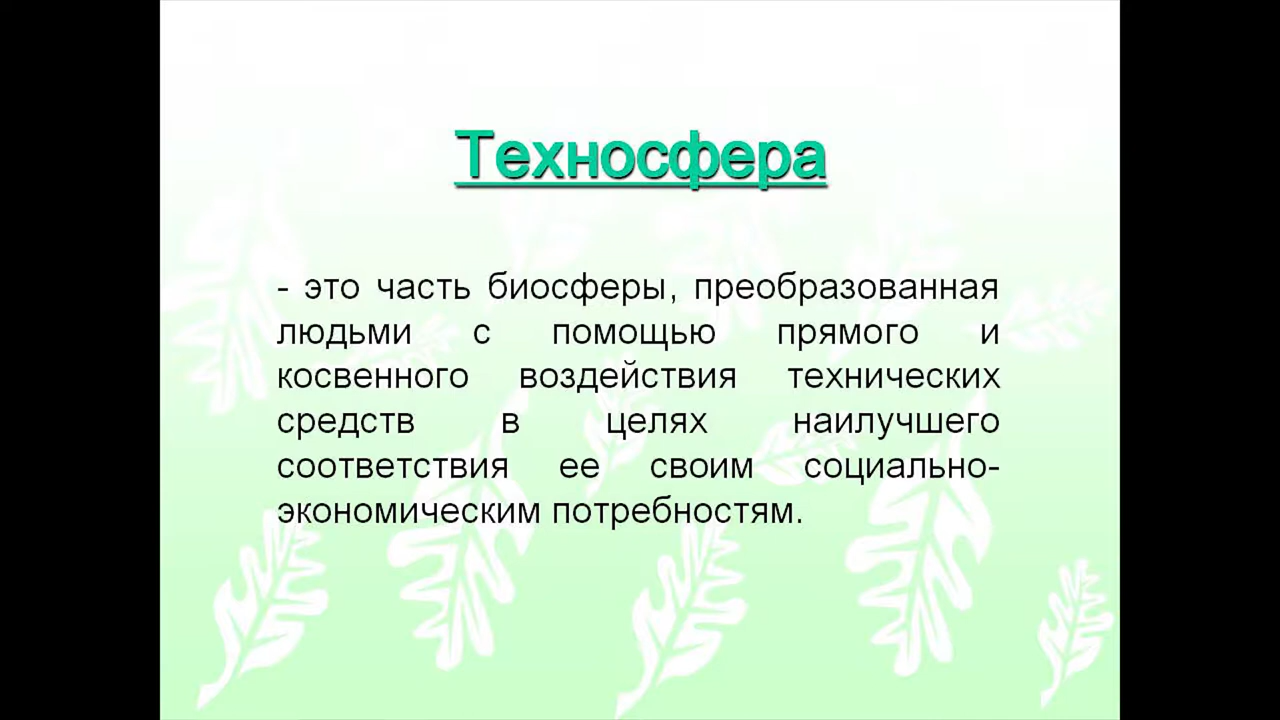 Техносфера
- это часть биосферы, преобразованная
людьми с помощью прямого и
косвенного воздействия технических
средств в целях наилучшего
соответствия ее своим социально-
экономическим потребностям.